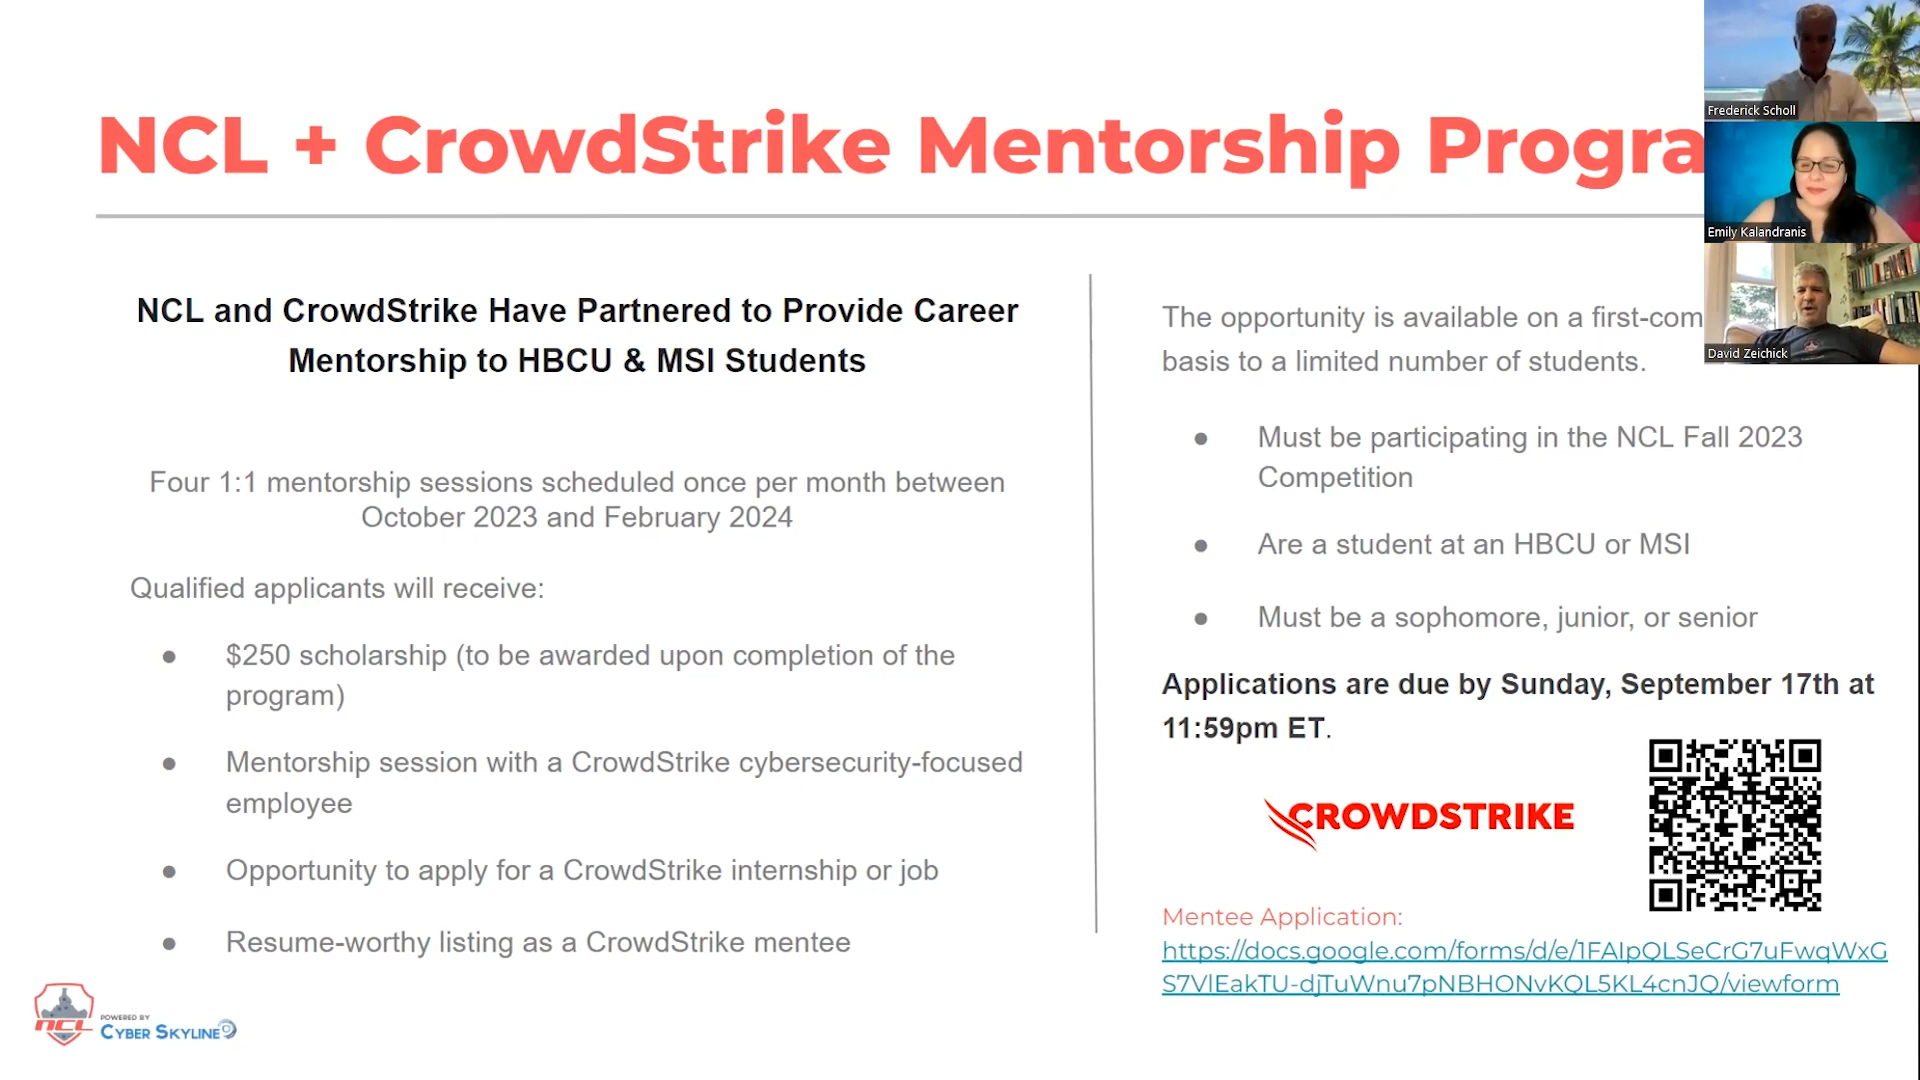 NCL + CrowdStrike Mentorship Progra
NCL and CrowdStrike Have Partnered to Provide Career
Mentorship to HBCU & MSI Students
Four 1:1 mentorship sessions scheduled once per month between
October 2023 and February 2024
Qualified applicants will receive:
● $250 scholarship (to be awarded upon completion of the
program)
● Mentorship session with a CrowdStrike cybersecurity-focused
employee
● Opportunity to apply for a CrowdStrike internship or job
● Resume-worthy listing as a CrowdStrike mentee
NCL
POWERED BY
CYBER SKYLINE
The opportunity is available on a first-com
basis to a limited number of students.
● Must be participating in the NCL Fall 2023
Competition
● Are a student at an HBCU or MSI
● Must be a sophomore, junior, or senior
Applications are due by Sunday, September 17th at
11:59pm ET.
CROWDSTRIKE
Mentee Application:
https://docs.google.com/forms/d/e/1FAIpQLSeCrG7uFwqWxG
S7VlEakTU-djTuWnu7pNBHONvKQL5KL4cnJQ/viewform
Frederick Scholl
Emily Kalandranis
David Zeichick